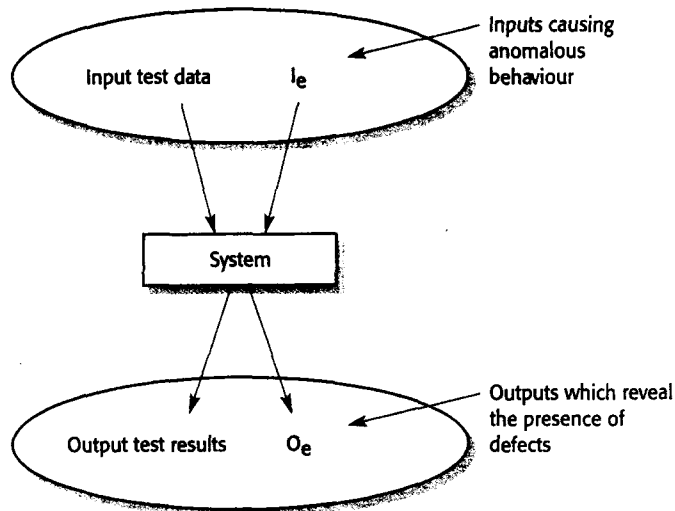 Inputs causing
anomalous
behaviour
Input test data Ie
System
Outputs which reveal
the presence of
defects
Output test results Oe